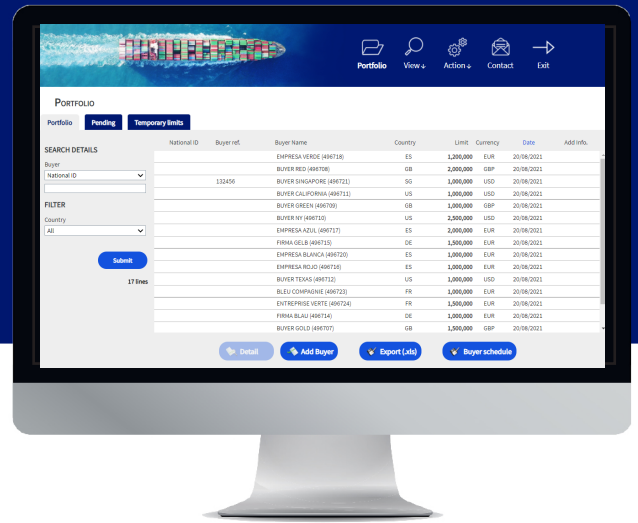 Portfolio View↓ Action↓ Contact Exit
PORTFOLIO
Portfolio Pending Temporary limits
SEARCH DETAILS
Buyer
National ID
FILTER
Country
All
Submit
17 lines
National ID Buyer ref. Buyer Name Country Limit Currency Date Add Info.
EMPRESA VERDE (496718) ES 1,200,000 EUR 20/08/2021
BUYER RED (496708) GB 2,000,000 GBP 20/08/2021
132456 BUYER SINGAPORE (496721) SG 1,000,000 USD 20/08/2021
BUYER CALIFORNIA (496711) US 1,000,000 USD 20/08/2021
BUYER GREEN (496709) GB 1,000,000 GBP 20/08/2021
BUYER NY (496710) US 2,500,000 USD 20/08/2021
EMPRESA AZUL (496717) ES 2,000,000 EUR 20/08/2021
FIRMA GELB (496715) DE 1,500,000 EUR 20/08/2021
EMPRESA BLANCA (496720) ES 1,000,000 EUR 20/08/2021
EMPRESA ROJO (496716) ES 1,000,000 EUR 20/08/2021
BUYER TEXAS (496712) US 1,000,000 USD 20/08/2021
BLEU COMPAGNIE (496723) FR 1,000,000 EUR 20/08/2021
ENTREPRISE VERTE (496724) FR 1,500,000 EUR 20/08/2021
FIRMA BLAU (496714) DE 1,000,000 EUR 20/08/2021
BUYER GOLD (496707) GB 1,500,000 GBP 20/08/2021
Detail Add Buyer Export (.xls) Buyer schedule